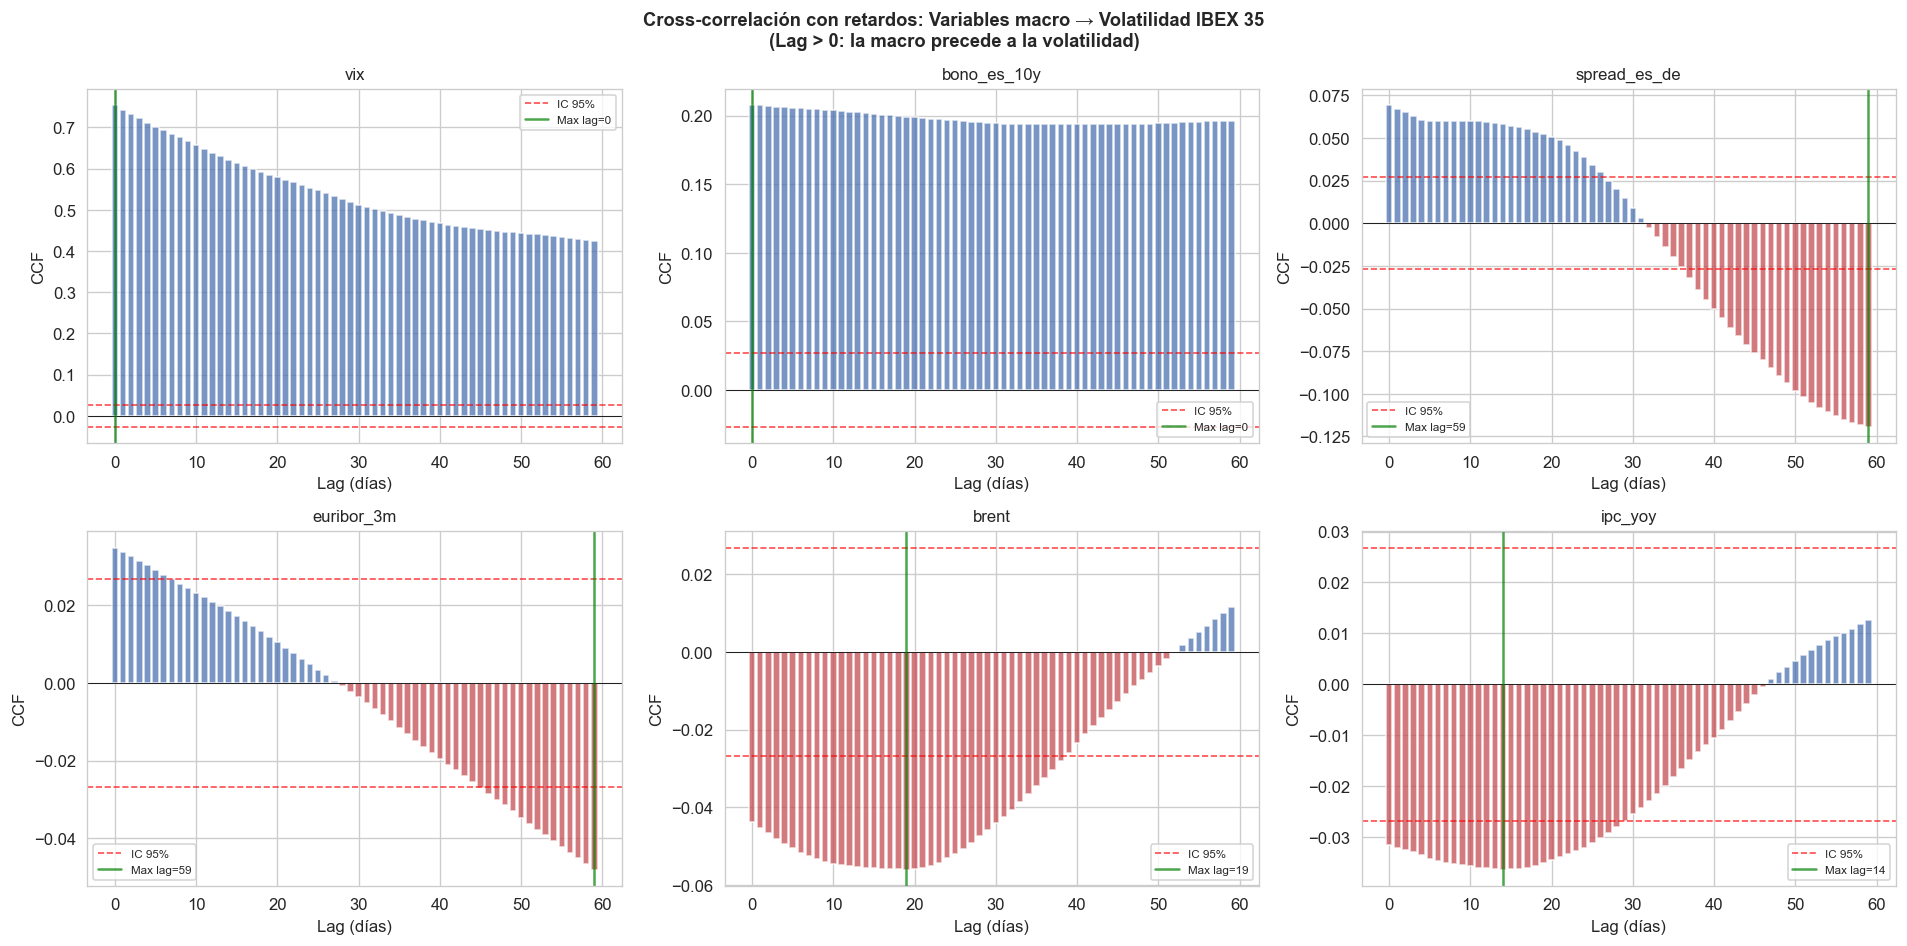 Cross-correlación con retardos: Variables macro → Volatilidad IBEX 35
(Lag > 0: la macro precede a la volatilidad)
vix
CCF
0.7
0.6
0.5
0.4
0.3
0.2
0.1
0.0
IC 95%
Max lag=0
0 10 20 30 40 50 60
Lag (días)
bono_es_10y
CCF
0.20
0.15
0.10
0.05
0.00
IC 95%
Max lag=0
0 10 20 30 40 50 60
Lag (días)
spread_es_de
CCF
0.075
0.050
0.025
0.000
−0.025
−0.050
−0.075
−0.100
−0.125
IC 95%
Max lag=59
0 10 20 30 40 50 60
Lag (días)
euribor_3m
CCF
0.02
0.00
−0.02
−0.04
IC 95%
Max lag=59
0 10 20 30 40 50 60
Lag (días)
brent
CCF
0.02
0.00
−0.02
−0.04
−0.06
IC 95%
Max lag=19
0 10 20 30 40 50 60
Lag (días)
ipc_yoy
CCF
0.03
0.02
0.01
0.00
−0.01
−0.02
−0.03
IC 95%
Max lag=14
0 10 20 30 40 50 60
Lag (días)